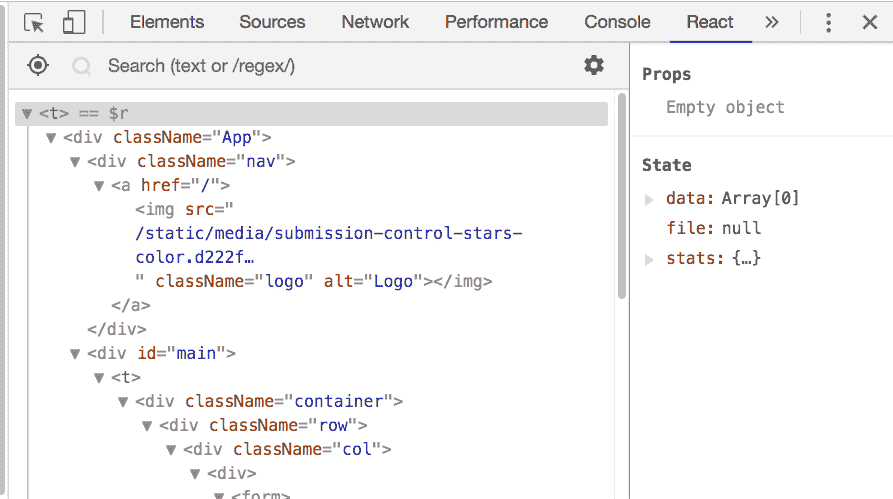 Elements Sources Network Performance Console React »
Search (text or /regex/)
<t> == $r
<div className="App">
<div className="nav">
<a href="/">
<img src="
/static/media/submission-control-stars-
color.d222f…
" className="logo" alt="Logo"></img>
</a>
</div>
<div id="main">
<t>
<div className="container">
<div className="row">
<div className="col">
<div>
<form>
Props
Empty object
State
data: Array[0]
file: null
stats: {…}